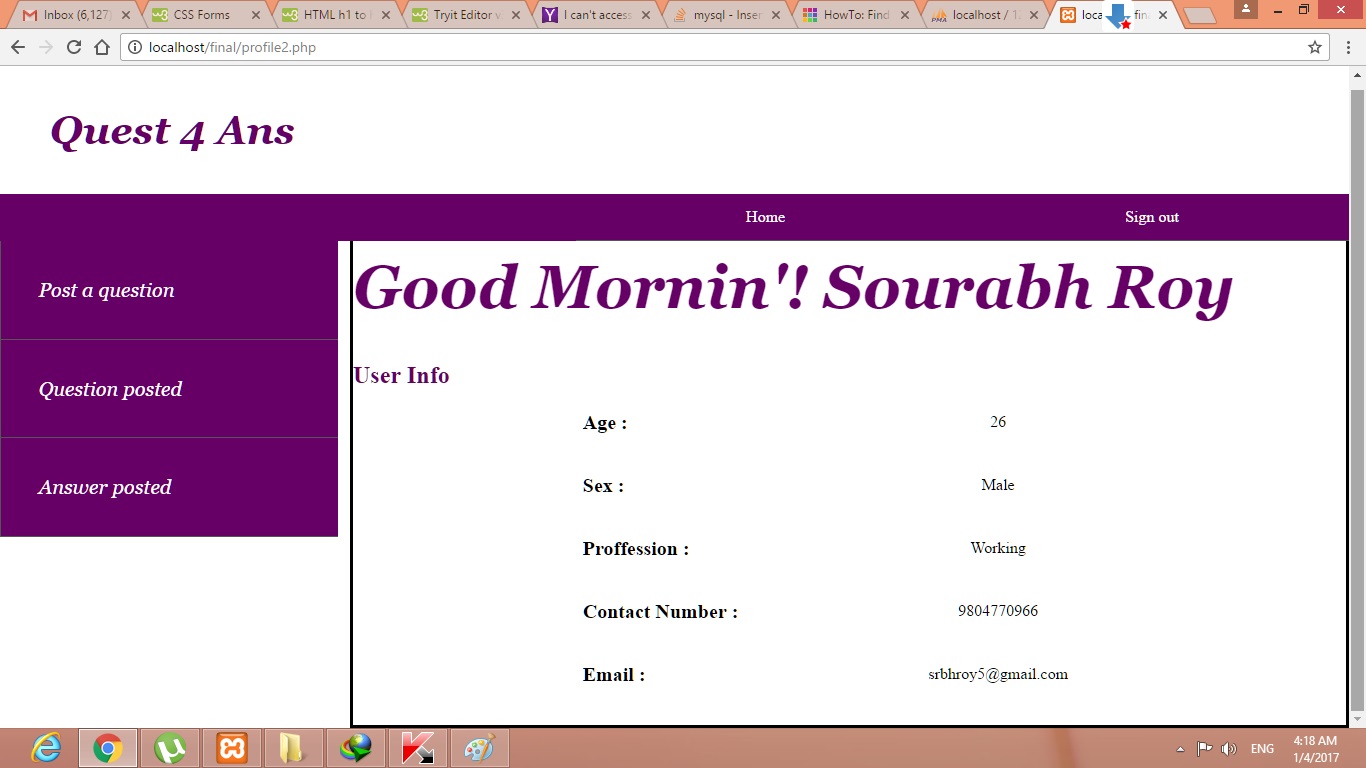 Inbox (6,127)
CSS Forms
HTML h1 to
Tryit Editor v
I can't access
mysql - Inser
HowTo: Find
localhost / 12
loca
fina
localhost/final/profile2.php
Quest 4 Ans
Home
Sign out
Post a question
Question posted
Answer posted
Good Mornin'! Sourabh Roy
User Info
Age : 26
Sex : Male
Proffession : Working
Contact Number : 9804770966
Email : srbhroy5@gmail.com
ENG
4:18 AM
1/4/2017